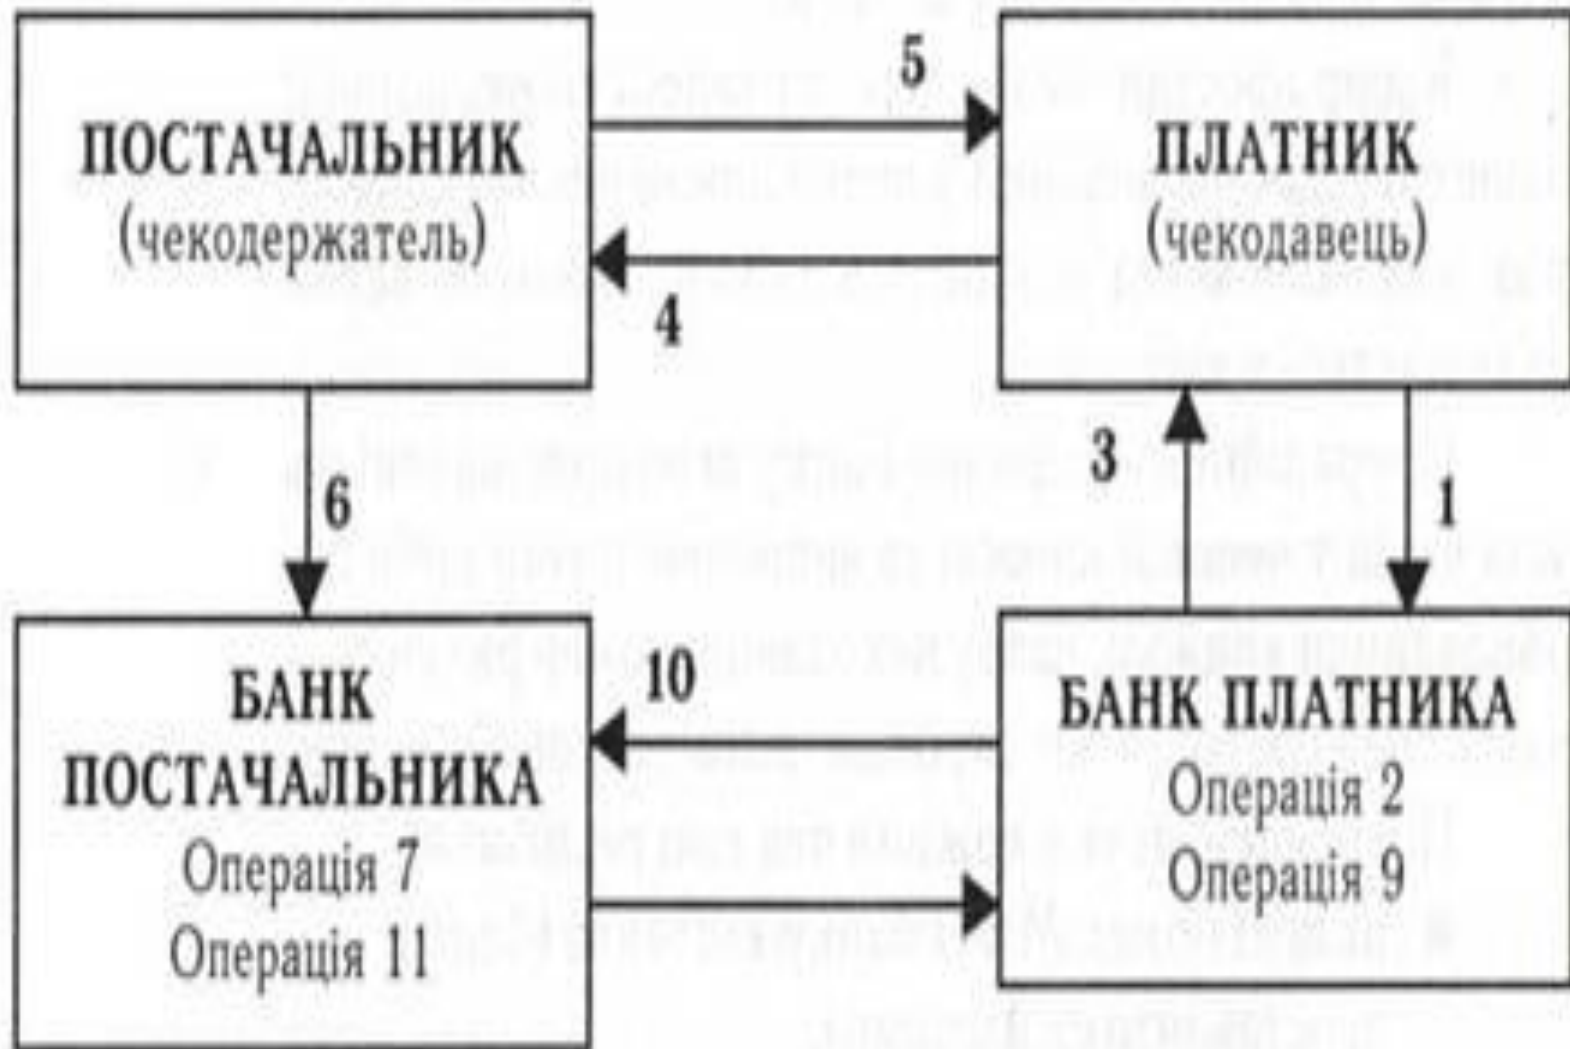 5
ПОСТАЧАЛЬНИК
(чекодержатель)
ПЛАТНИК
(чекодавець)
4
6
3
1
БАНК
ПОСТАЧАЛЬНИКА
Операція 7
Операція 11
10
БАНК ПЛАТНИКА
Операція 2
Операція 9